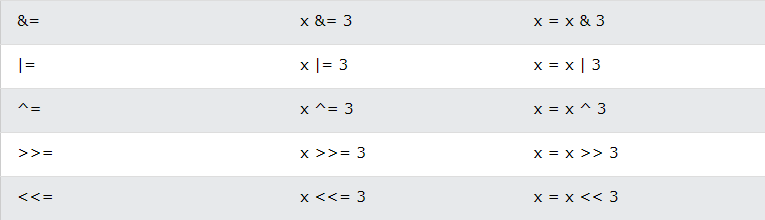 &= x &= 3 x = x & 3
|= x |= 3 x = x | 3
^= x ^= 3 x = x ^ 3
>>= x >>= 3 x = x >> 3
<<= x <<= 3 x = x << 3